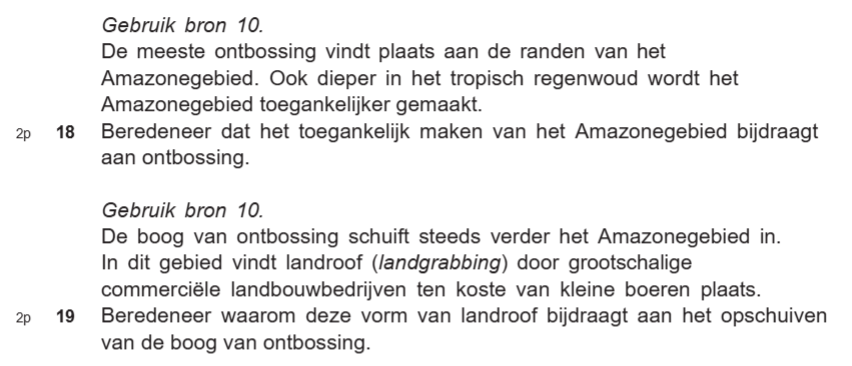 Gebruik bron 10.
De meeste ontbossing vindt plaats aan de randen van het
Amazonegebied. Ook dieper in het tropisch regenwoud wordt het
Amazonegebied toegankelijker gemaakt.
2p 18 Beredeneer dat het toegankelijk maken van het Amazonegebied bijdraagt
aan ontbossing.
Gebruik bron 10.
De boog van ontbossing schuift steeds verder het Amazonegebied in.
In dit gebied vindt landroof (landgrabbing) door grootschalige
commerciële landbouwbedrijven ten koste van kleine boeren plaats.
2p 19 Beredeneer waarom deze vorm van landroof bijdraagt aan het opschuiven
van de boog van ontbossing.